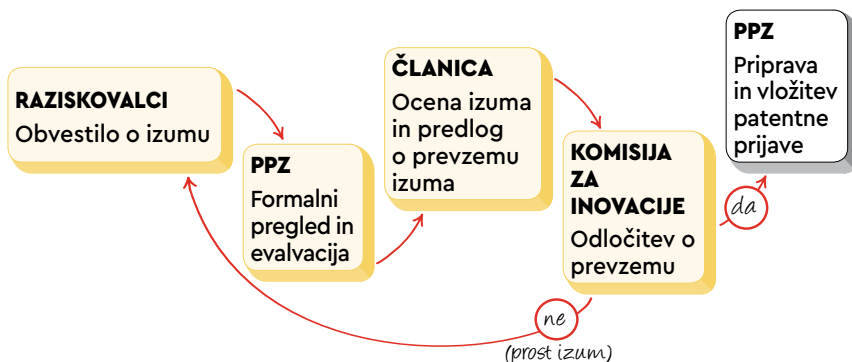 RAZISKOVALCI
Obvestilo o izumu
PPZ
Formalni
pregled in
evalvacija
ČLANICA
Ocena izuma
in predlog
o prevzemu
izuma
KOMISIJA
ZA
INOVACIJE
Odločitev o
prevzemu
da
PPZ
Priprava
in vložitev
patentne
prijave
ne
(prost izum)